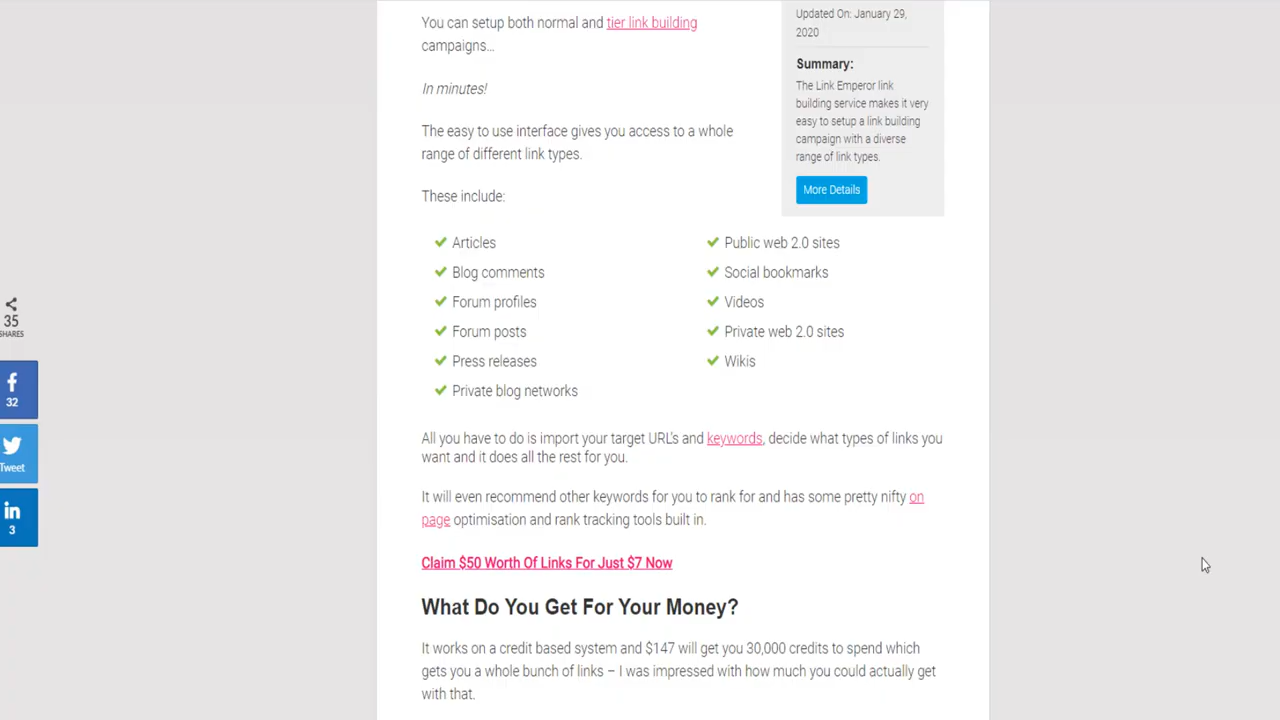 You can setup both normal and tier link building
campaigns...
In minutes!
The easy to use interface gives you access to a whole
range of different link types.
These include:
Updated On: January 29,
2020
Summary:
The Link Emperor link
building service makes it very
easy to setup a link building
campaign with a diverse
range of link types.
More Details
Articles
Blog comments
Forum profiles
Forum posts
Press releases
Private blog networks
Public web 2.0 sites
Social bookmarks
Videos
Private web 2.0 sites
Wikis
35
SHARES
32
Tweet
in
3
All you have to do is import your target URL's and keywords, decide what types of links you
want and it does all the rest for you.
It will even recommend other keywords for you to rank for and has some pretty nifty on
page optimisation and rank tracking tools built in.
Claim $50 Worth Of Links For Just $7 Now
What Do You Get For Your Money?
It works on a credit based system and $147 will get you 30,000 credits to spend which
gets you a whole bunch of links – I was impressed with how much you could actually get
with that.